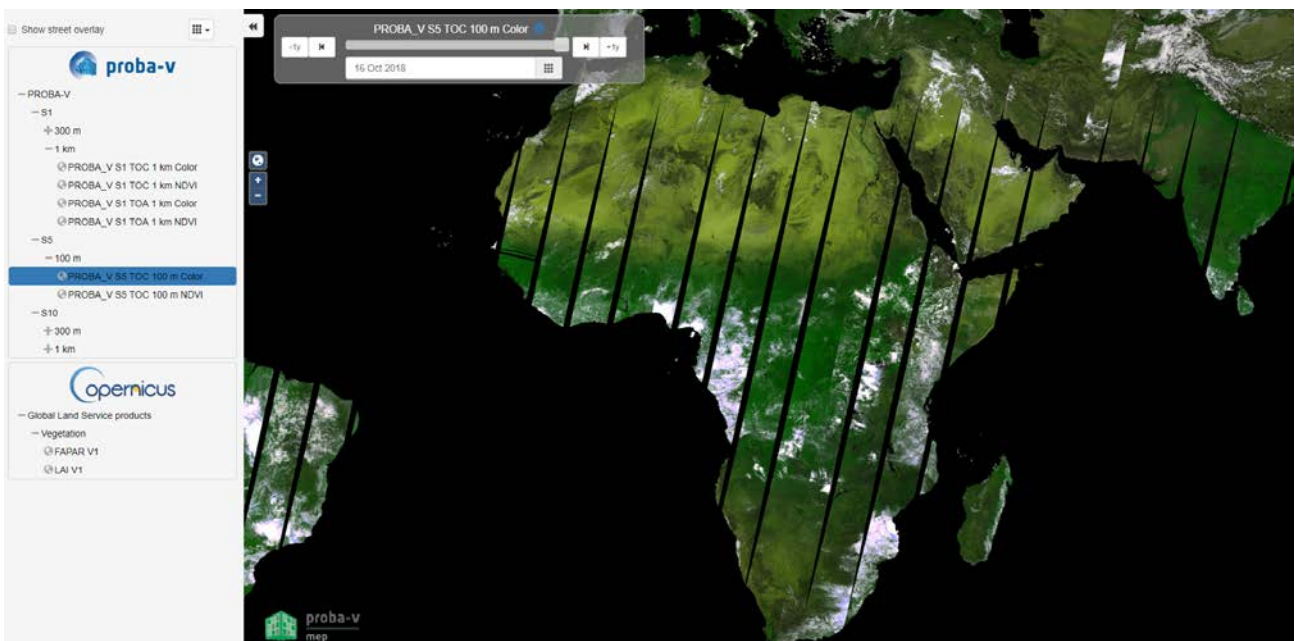 Show street overlay
proba-v
PROBA-V
S1
300 m
1 km
PROBA_V S1 TOC 1 km Color
PROBA_V S1 TOC 1 km NDVI
PROBA_V S1 TOA 1 km Color
PROBA_V S1 TOA 1 km NDVI
S5
100 m
PROBA_V S5 TOC 100 m Color
PROBA_V S5 TOC 100 m NDVI
S10
300 m
1 km
opernicus
Global Land Service products
Vegetation
FAPAR V1
LAI V1
PROBA_V S5 TOC 100 m Color
-1y
+1y
16 Oct 2018
proba-v
mep